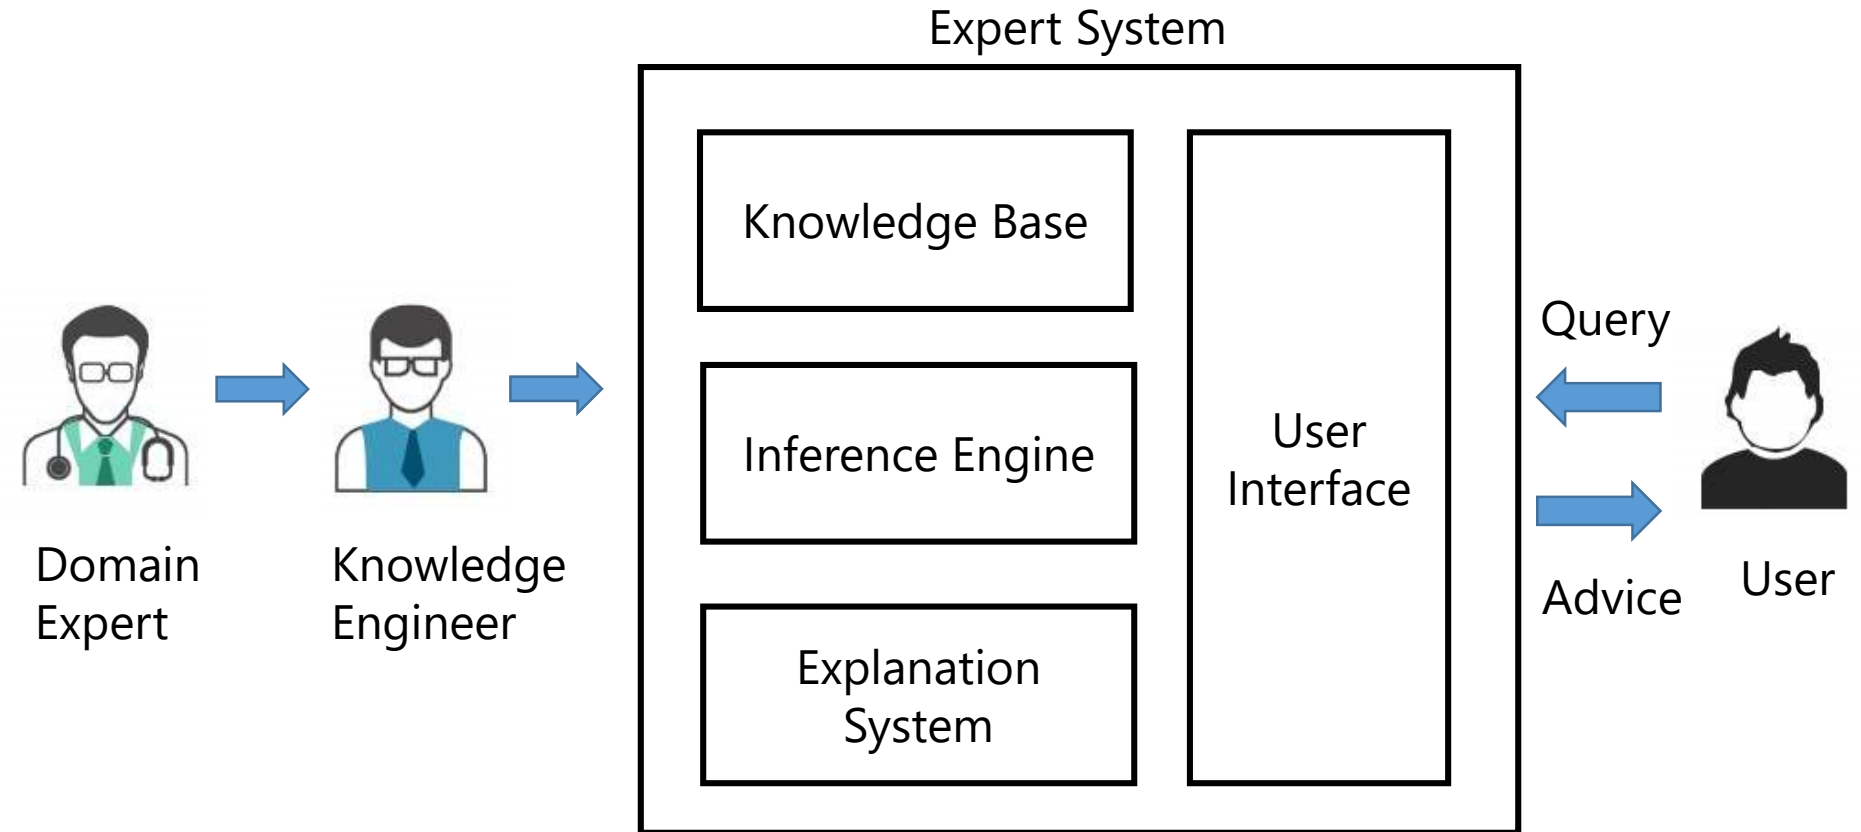 Expert System
Knowledge Base
Inference Engine
Explanation
System
User
Interface
Domain
Expert
Knowledge
Engineer
Query
Advice
User